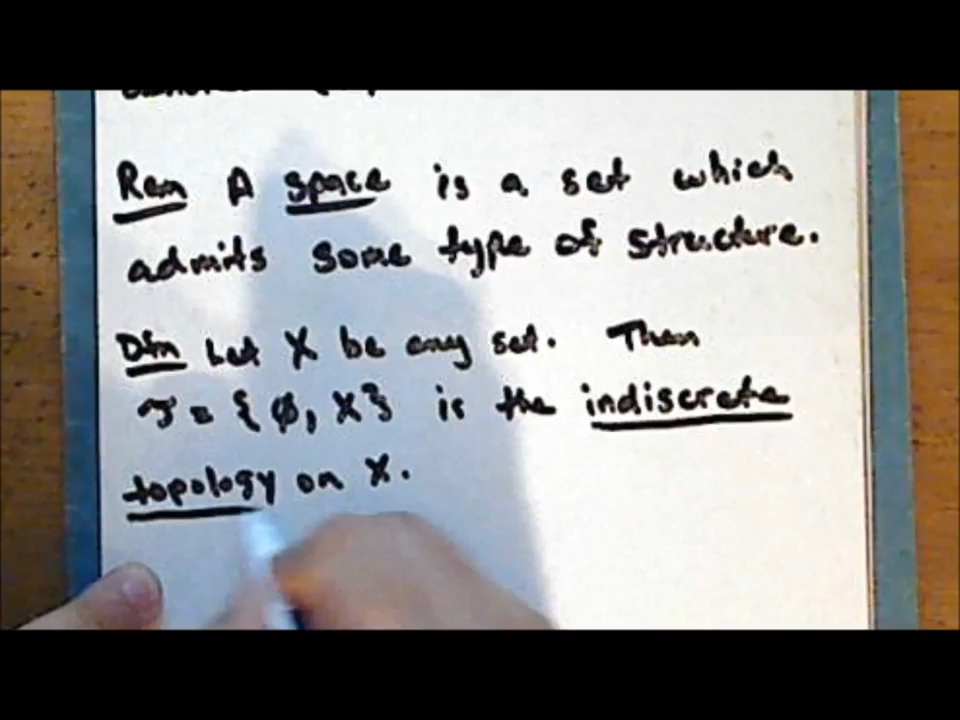 Rem A space is a set which
admits some type of structure.
Dfn Let X be any set. Then
𝒯 = {ϕ, X} is the indiscrete
topology on X.